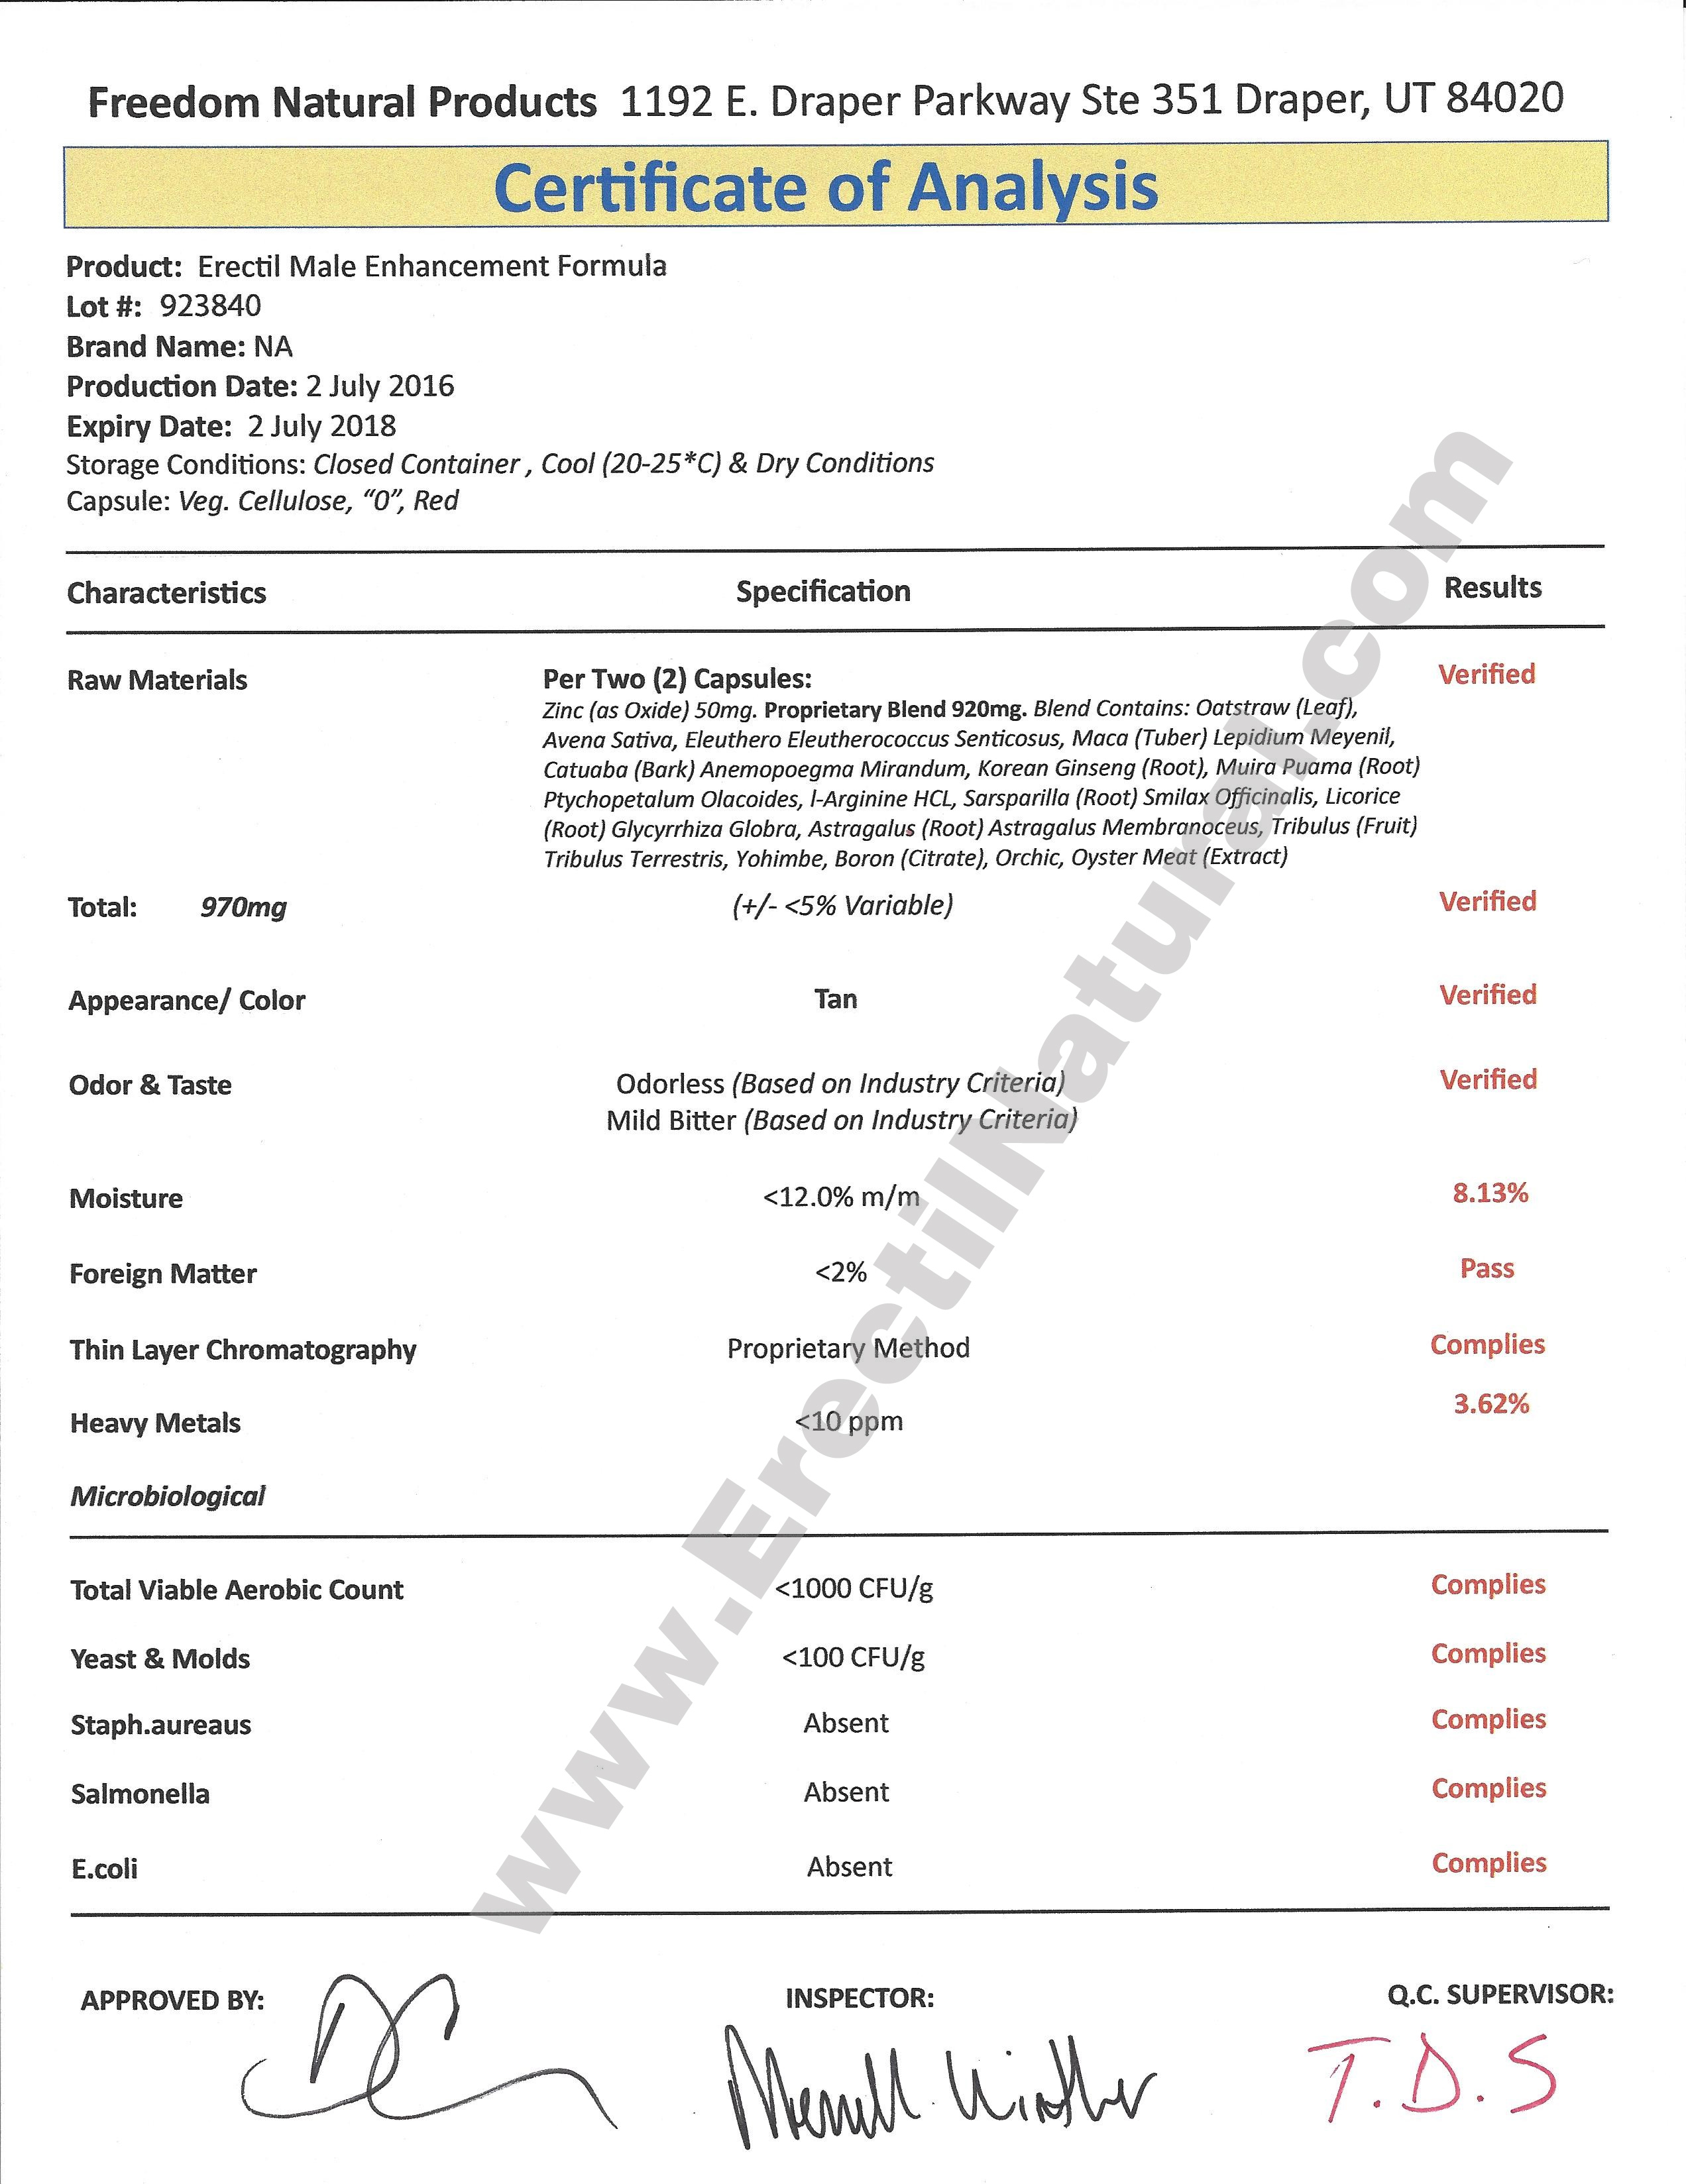 Freedom Natural Products 1192 E. Draper Parkway Ste 351 Draper, UT 84020
Certificate of Analysis
Product: Erectil Male Enhancement Formula
Lot #: 923840
Brand Name: NA
Production Date: 2 July 2016
Expiry Date: 2 July 2018
Storage Conditions: Closed Container , Cool (20-25*C) & Dry Conditions
Capsule: Veg. Cellulose, “0”, Red
Characteristics Specification Results
Raw Materials Per Two (2) Capsules: Verified
Zinc (as Oxide) 50mg. Proprietary Blend 920mg. Blend Contains: Oatstraw (Leaf),
Avena Sativa, Eleuthero Eleutherococcus Senticosus, Maca (Tuber) Lepidium Meyenil,
Catuaba (Bark) Anemopoegma Mirandum, Korean Ginseng (Root), Muira Puama (Root)
Ptychopetalum Olacoides, l-Arginine HCL, Sarsparilla (Root) Smilax Officinalis, Licorice
(Root) Glycyrrhiza Globra, Astragalus (Root) Astragalus Membranoceus, Tribulus (Fruit)
Tribulus Terrestris, Yohimbe, Boron (Citrate), Orchic, Oyster Meat (Extract)
Total: 970mg (+/- <5% Variable) Verified
Appearance/ Color Tan Verified
Odor & Taste Odorless (Based on Industry Criteria) Verified
Mild Bitter (Based on Industry Criteria)
Moisture <12.0% m/m 8.13%
Foreign Matter <2% Pass
Thin Layer Chromatography Proprietary Method Complies
Heavy Metals <10 ppm 3.62%
Microbiological
Total Viable Aerobic Count <1000 CFU/g Complies
Yeast & Molds <100 CFU/g Complies
Staph.aureaus Absent Complies
Salmonella Absent Complies
E.coli Absent Complies
APPROVED BY: INSPECTOR: Q.C. SUPERVISOR:
T.D.S
www.ErectilNatural.com